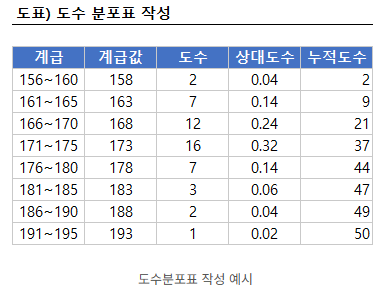 도표) 도수 분포표 작성
계급 계급값 도수 상대도수 누적도수
156~160 158 2 0.04 2
161~165 163 7 0.14 9
166~170 168 12 0.24 21
171~175 173 16 0.32 37
176~180 178 7 0.14 44
181~185 183 3 0.06 47
186~190 188 2 0.04 49
191~195 193 1 0.02 50
도수분포표 작성 예시